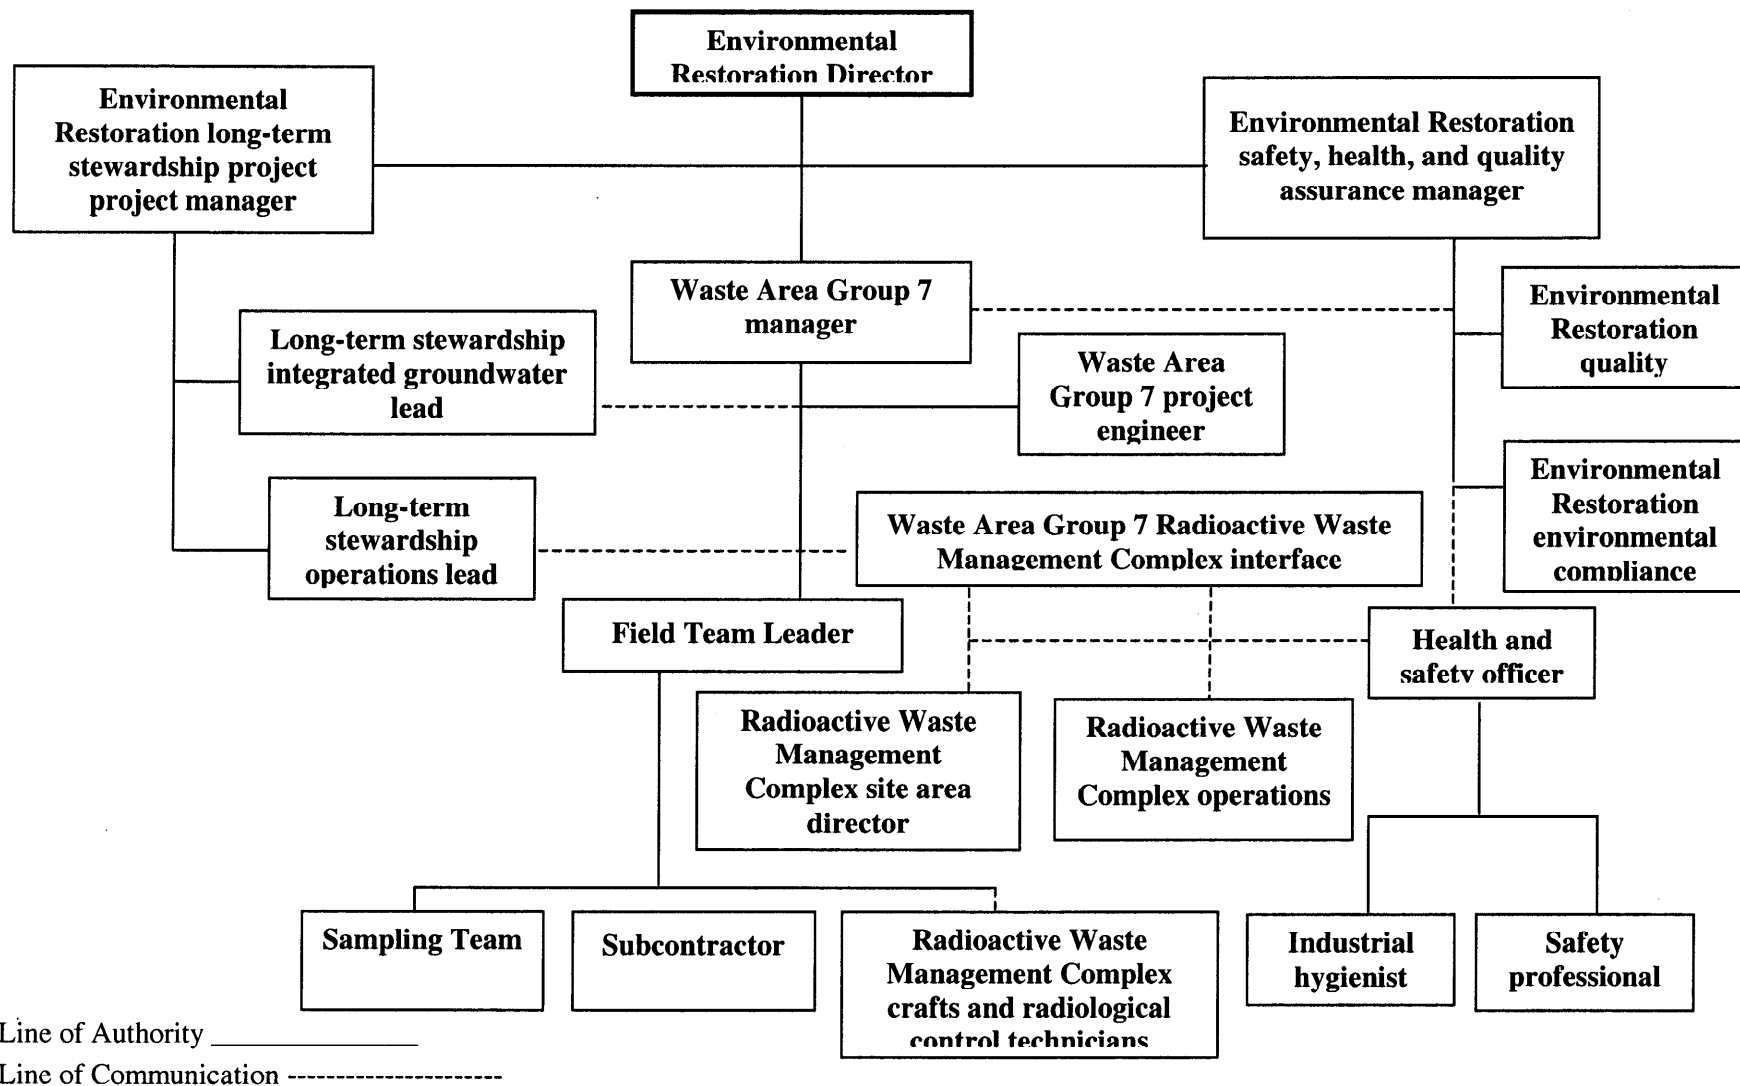 Environmental
Restoration Director
Environmental
Restoration long-term
stewardship project
project manager
Environmental Restoration
safety, health, and quality
assurance manager
Waste Area Group 7
manager
Environmental
Restoration
quality
Long-term stewardship
integrated groundwater
lead
Waste Area
Group 7 project
engineer
Environmental
Restoration
environmental
compliance
Long-term
stewardship
operations lead
Waste Area Group 7 Radioactive Waste
Management Complex interface
Field Team Leader
Health and
safety officer
Radioactive Waste
Management
Complex site area
director
Radioactive Waste
Management
Complex operations
Sampling Team
Subcontractor
Radioactive Waste
Management Complex
crafts and radiological
control technicians
Industrial
hygienist
Safety
professional
Line of Authority
Line of Communication